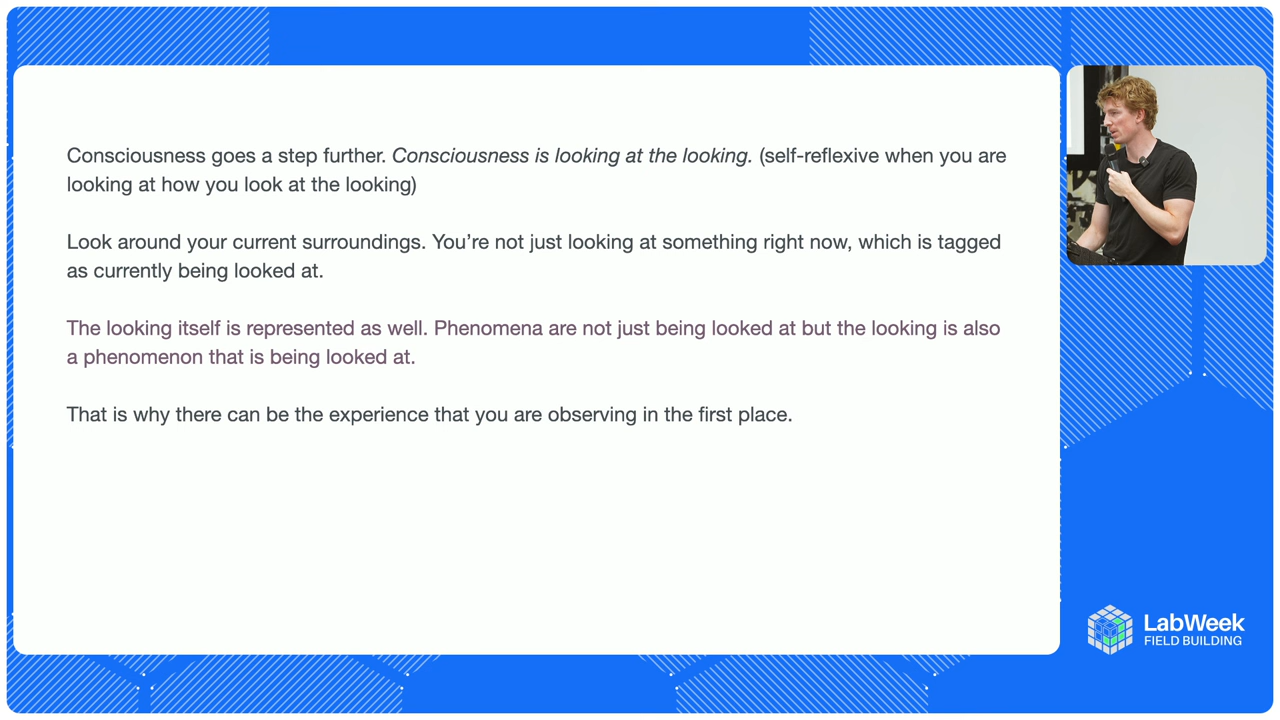 Consciousness goes a step further. Consciousness is looking at the looking. (self-reflexive when you are
looking at how you look at the looking)
Look around your current surroundings. You’re not just looking at something right now, which is tagged
as currently being looked at.
The looking itself is represented as well. Phenomena are not just being looked at but the looking is also
a phenomenon that is being looked at.
That is why there can be the experience that you are observing in the first place.
LabWeek
FIELD BUILDING